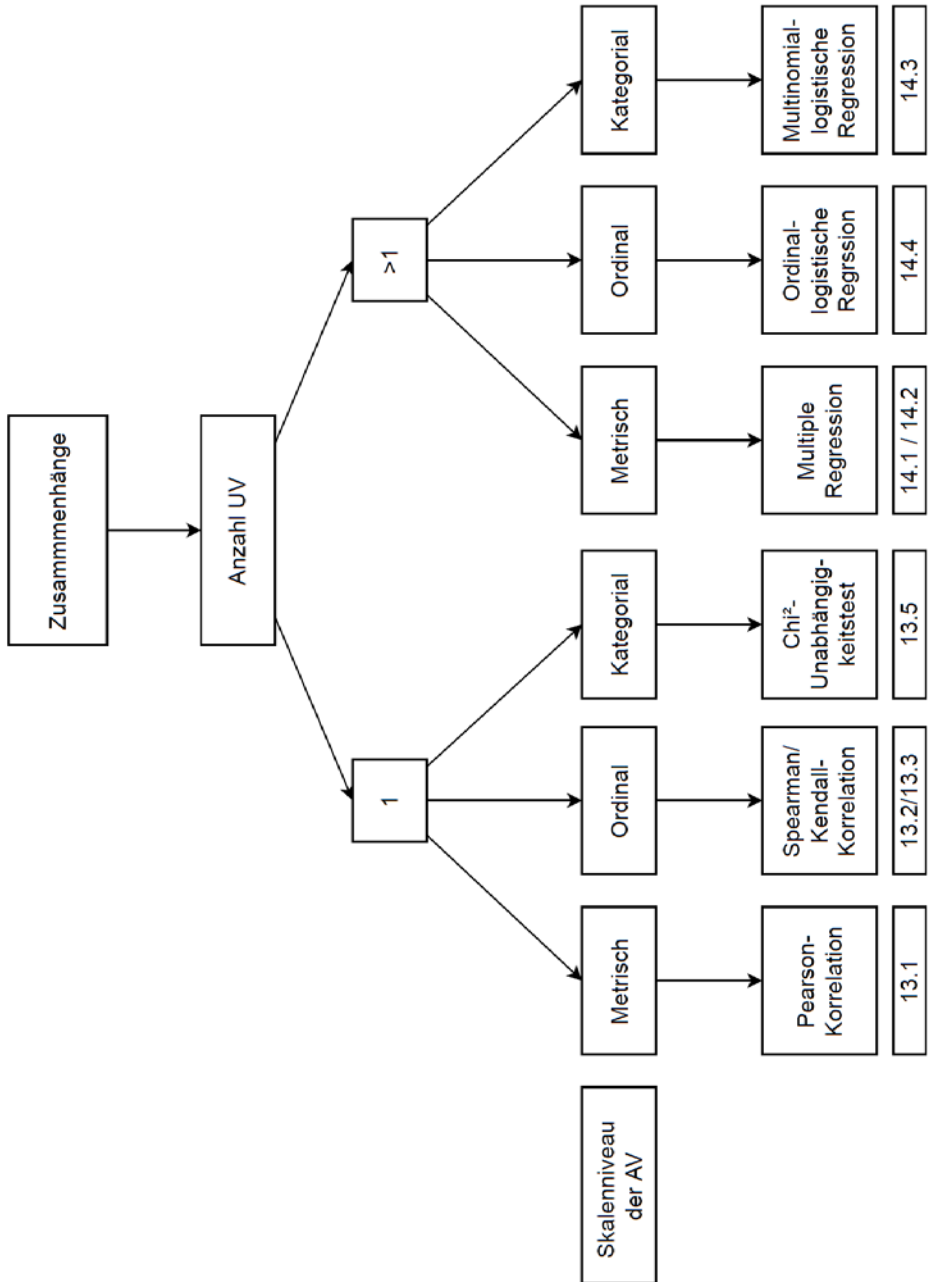 Zusammmenhänge
Anzahl UV
1
>1
Skalenniveau
der AV
Metrisch
Ordinal
Kategorial
Metrisch
Ordinal
Kategorial
Pearson-
Korrelation
Spearman/
Kendall-
Korrelation
Chi²-
Unabhängig-
keitstest
Multiple
Regression
Ordinal-
logistische
Regrssion
Multinomial-
logistische
Regression
13.1
13.2/13.3
13.5
14.1 / 14.2
14.4
14.3